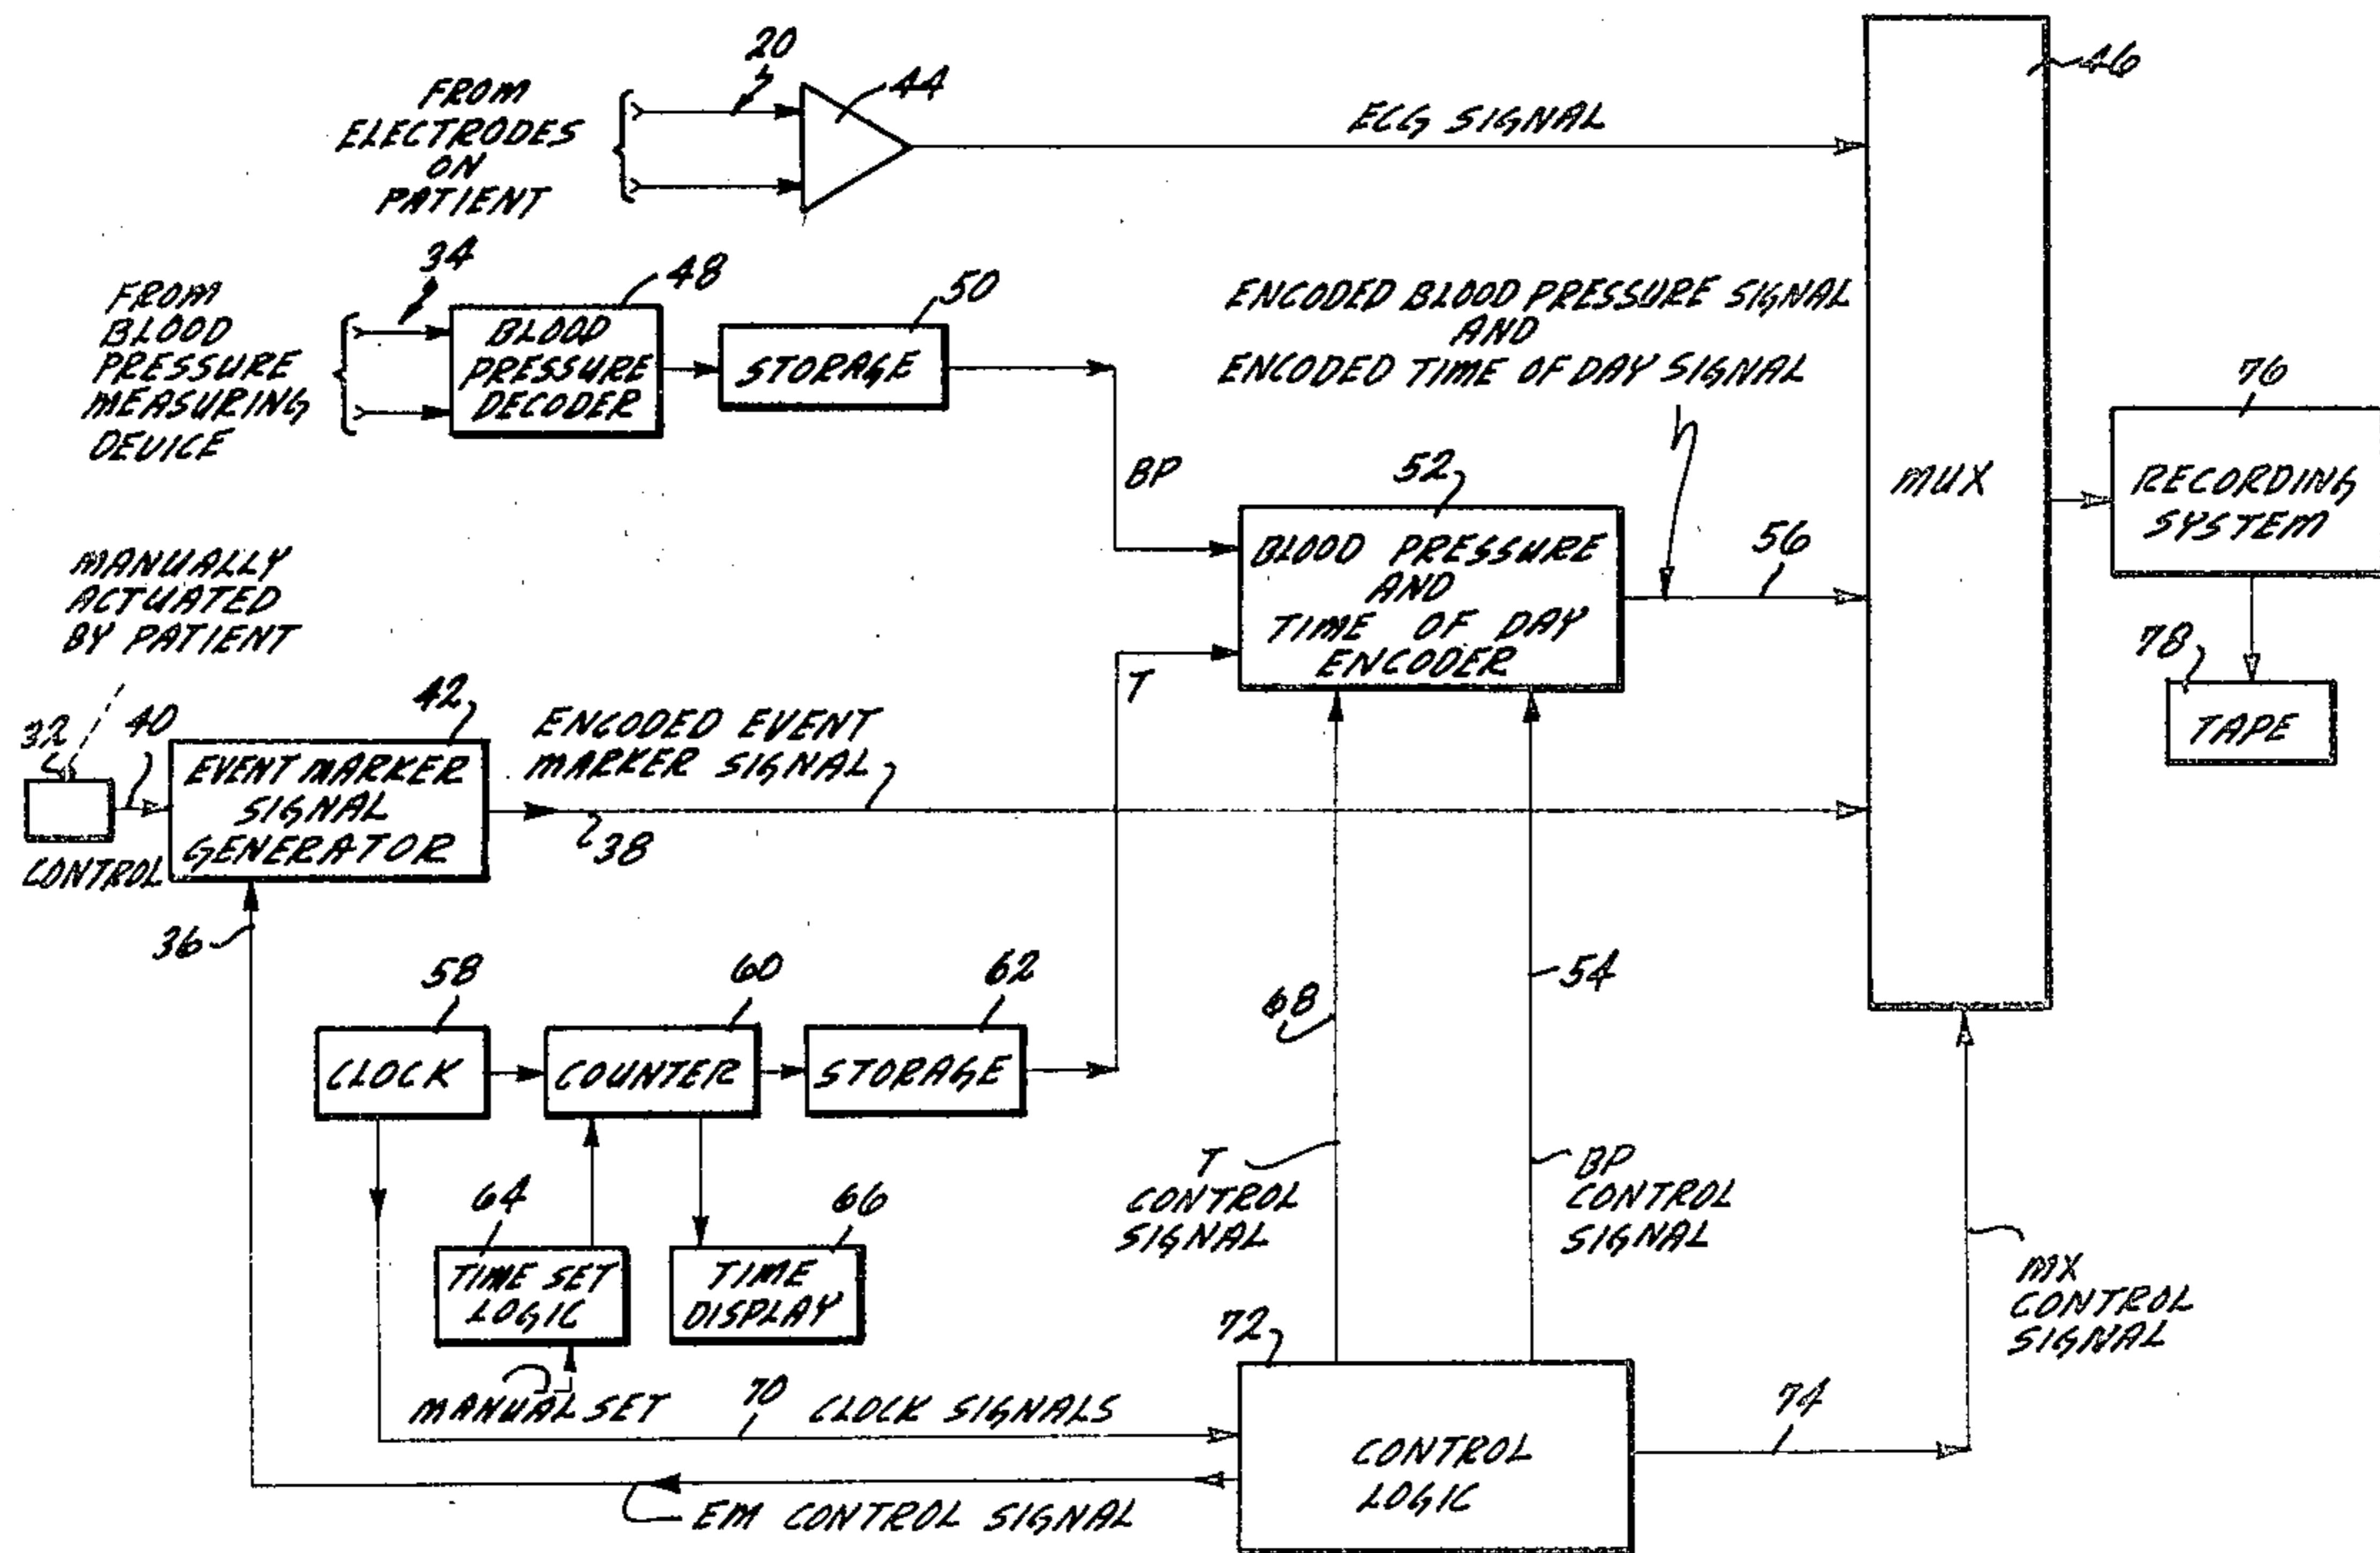 20
44
46
FROM
ELECTRODES
ON
PATIENT
ECG SIGNAL
34
48
50
FROM
BLOOD
PRESSURE
MEASURING
DEVICE
BLOOD
PRESSURE
DECODER
STORAGE
ENCODED BLOOD PRESSURE SIGNAL
AND
ENCODED TIME OF DAY SIGNAL
BP
52
MUX
76
RECORDING
SYSTEM
BLOOD PRESSURE
AND
TIME OF DAY
ENCODER
56
78
TAPE
MANUALLY
ACTUATED
BY PATIENT
T
32
40
42
EVENT MARKER
SIGNAL
GENERATOR
CONTROL
ENCODED EVENT
MARKER SIGNAL
38
36
58
60
62
68
54
CLOCK
COUNTER
STORAGE
64
66
TIME SET
LOGIC
TIME
DISPLAY
T
CONTROL
SIGNAL
BP
CONTROL
SIGNAL
MX
CONTROL
SIGNAL
72
MANUAL SET
70
CLOCK SIGNALS
74
CONTROL
LOGIC
EM CONTROL SIGNAL